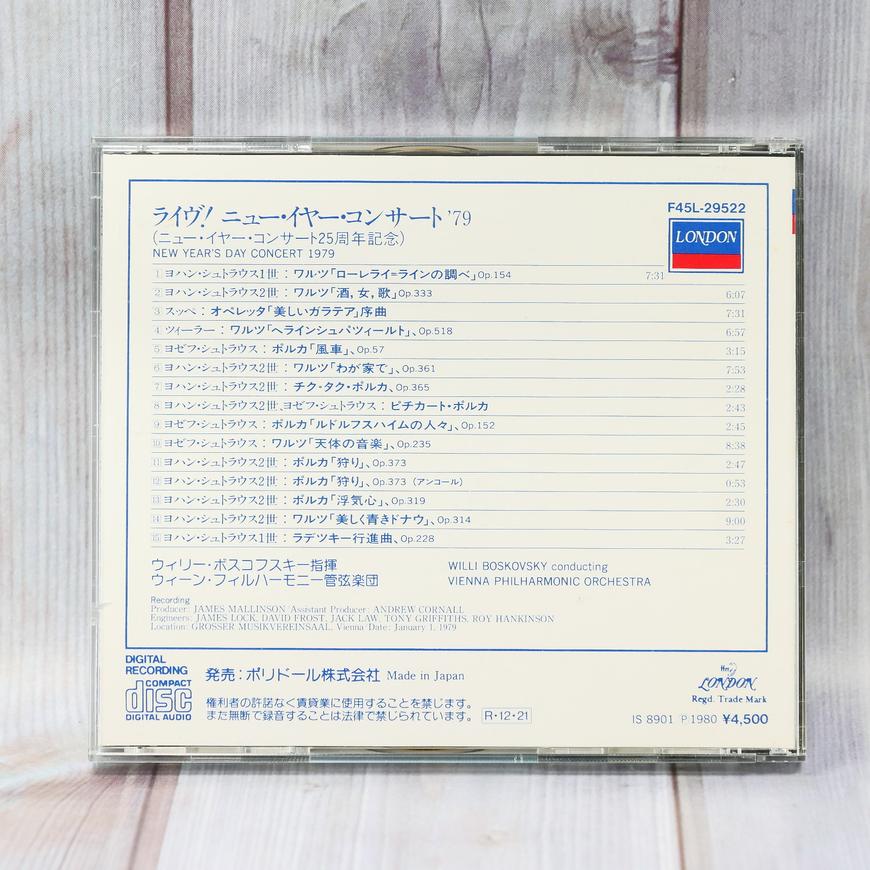 F45L-29522
LONDON
ライヴ! ニュー・イヤー・コンサート '79
(ニュー・イヤー・コンサート25周年記念)
NEW YEAR'S DAY CONCERT 1979
1 ヨハン・シュトラウス1世：ワルツ「ローレライ=ラインの調べ」Op.154 7:31
2 ヨハン・シュトラウス2世：ワルツ「酒，女，歌」Op.333 6:07
3 スッペ：オペレッタ「美しいガラテア」序曲 7:31
4 ツィーラー：ワルツ「ヘラインシュパツィールト」、Op.518 6:57
5 ヨゼフ・シュトラウス：ポルカ「風車」、Op.57 3:15
6 ヨハン・シュトラウス2世：ワルツ「わが家で」、Op.361 7:53
7 ヨハン・シュトラウス2世：チク-タク・ポルカ、Op.365 2:28
8 ヨハン・シュトラウス2世、ヨゼフ・シュトラウス：ピチカート・ポルカ 2:43
9 ヨゼフ・シュトラウス：ポルカ「ルドルフスハイムの人々」、Op.152 2:45
10 ヨゼフ・シュトラウス：ワルツ「天体の音楽」、Op.235 8:38
11 ヨハン・シュトラウス2世：ポルカ「狩り」、Op.373 2:47
12 ヨハン・シュトラウス2世：ポルカ「狩り」、Op.373 (アンコール) 0:53
13 ヨハン・シュトラウス2世：ポルカ「浮気心」、Op.319 2:30
14 ヨハン・シュトラウス2世：ワルツ「美しく青きドナウ」、Op.314 9:00
15 ヨハン・シュトラウス1世：ラデツキー行進曲、Op.228 3:27
ウィリー・ボスコフスキー指揮 WILLI BOSKOVSKY conducting
ウィーン・フィルハーモニー管弦楽団 VIENNA PHILHARMONIC ORCHESTRA
Recording
Producer: JAMES MALLINSON Assistant Producer: ANDREW CORNALL
Engineers: JAMES LOCK, DAVID FROST, JACK LAW, TONY GRIFFITHS, ROY HANKINSON
Location: GROSSER MUSIKVEREINSAAL, Vienna Date: January 1, 1979
DIGITAL
RECORDING
COMPACT
disc
DIGITAL AUDIO
発売：ポリドール株式会社 Made in Japan
権利者の許諾なく賃貸業に使用することを禁じます。
また無断で録音することは法律で禁じられています。 R・12・21
LONDON
Regd. Trade Mark
IS 8901 P 1980 ¥4,500